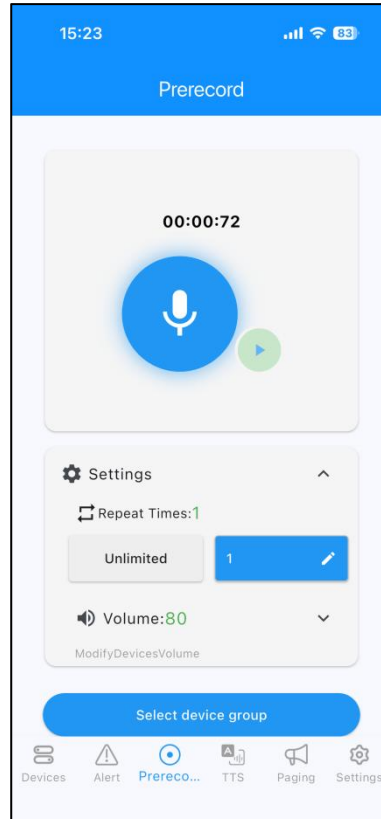 15:23 83
Prerecord
00:00:72
Settings
Repeat Times:1
Unlimited 1
Volume:80
ModifyDevicesVolume
Select device group
Devices Alert Prereco... TTS Paging Settings